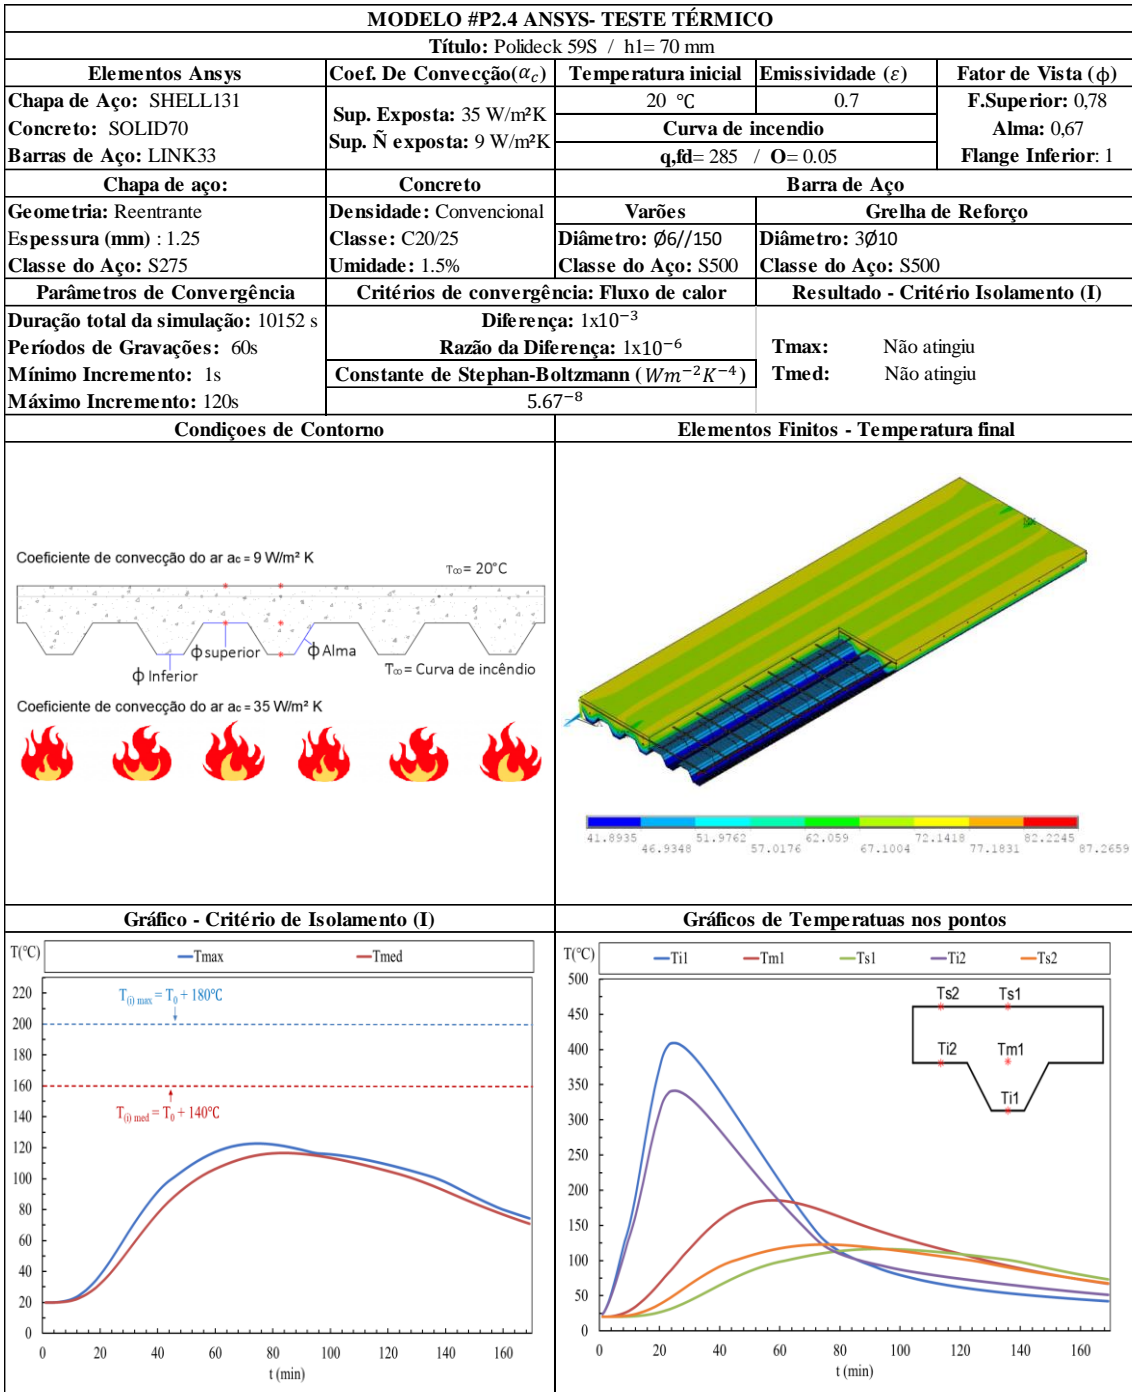 MODELO #P2.4 ANSYS- TESTE TÉRMICO
Título: Polideck 59S / h1= 70 mm
Elementos Ansys
Coef. De Convecção(α𝑐)
Temperatura inicial
Emissividade (ε)
Fator de Vista (ϕ)
Chapa de Aço: SHELL131
Concreto: SOLID70
Barras de Aço: LINK33
Sup. Exposta: 35 W/m²K
Sup. Ñ exposta: 9 W/m²K
20 °C
0.7
Curva de incendio
q,fd= 285 / O= 0.05
F.Superior: 0,78
Alma: 0,67
Flange Inferior: 1
Chapa de aço:
Concreto
Barra de Aço
Geometria: Reentrante
Espessura (mm) : 1.25
Classe do Aço: S275
Densidade: Convencional
Classe: C20/25
Umidade: 1.5%
Varões
Diâmetro: Ø6//150
Classe do Aço: S500
Grelha de Reforço
Diâmetro: 3Ø10
Classe do Aço: S500
Parâmetros de Convergência
Critérios de convergência: Fluxo de calor
Resultado - Critério Isolamento (I)
Duração total da simulação: 10152 s
Períodos de Gravações: 60s
Mínimo Incremento: 1s
Máximo Incremento: 120s
Diferença: 1x10⁻³
Razão da Diferença: 1x10⁻⁶
Constante de Stephan-Boltzmann (Wm⁻²K⁻⁴)
5.67⁻⁸
Tmax: Não atingiu
Tmed: Não atingiu
Condiçoes de Contorno
Elementos Finitos - Temperatura final
Coeficiente de convecção do ar ac = 9 W/m² K
T∞= 20°C
ϕ superior
ϕ Alma
ϕ Inferior
T∞= Curva de incêndio
Coeficiente de convecção do ar ac = 35 W/m² K
41.8935 51.9762 62.059 72.1418 82.2245
46.9348 57.0176 67.1004 77.1831 87.2659
Gráfico - Critério de Isolamento (I)
Gráficos de Temperatuas nos pontos
T(°C)
Tmax Tmed
220
200
180
160
140
120
100
80
60
40
20
0
T(i) max = T0 + 180°C
T(i) med = T0 + 140°C
0 20 40 60 80 100 120 140 160
t (min)
T(°C)
Ti1 Tm1 Ts1 Ti2 Ts2
500
450
400
350
300
250
200
150
100
50
0
Ts2 Ts1
Ti2 Tm1
Ti1
0 20 40 60 80 100 120 140 160
t (min)